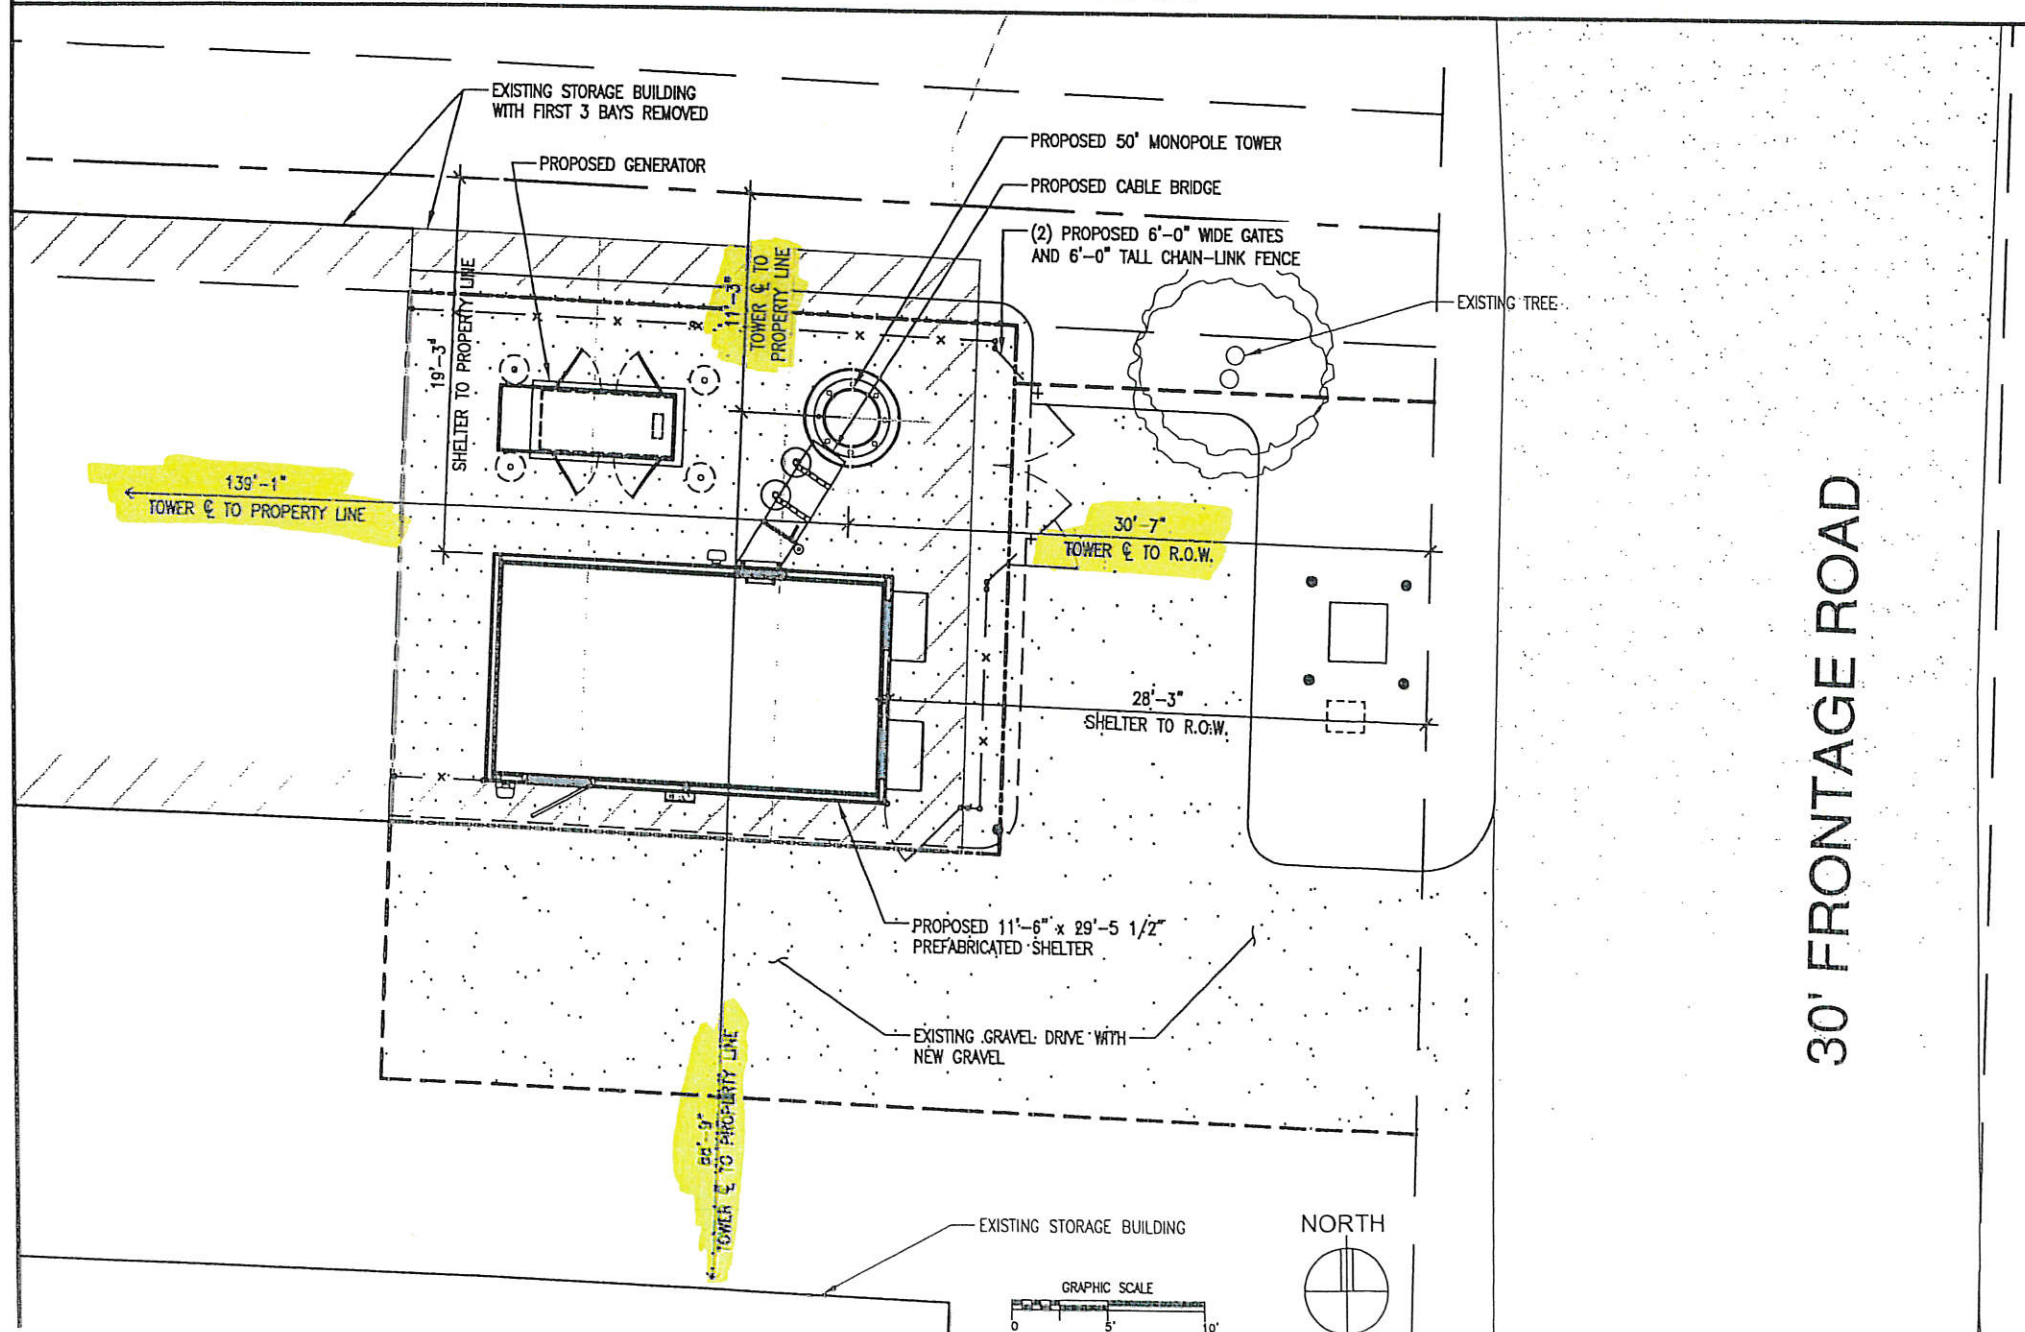 EXISTING STORAGE BUILDING
WITH FIRST 3 BAYS REMOVED
PROPOSED GENERATOR
PROPOSED 50' MONOPOLE TOWER
PROPOSED CABLE BRIDGE
(2) PROPOSED 6'-0" WIDE GATES
AND 6'-0" TALL CHAIN-LINK FENCE
EXISTING TREE
11'-3"
TOWER ℄ TO
PROPERTY LINE
19'-3"
SHELTER TO PROPERTY LINE
139'-1"
TOWER ℄ TO PROPERTY LINE
30'-7"
TOWER ℄ TO R.O.W.
28'-3"
SHELTER TO R.O.W.
30' FRONTAGE ROAD
PROPOSED 11'-6" x 29'-5 1/2"
PREFABRICATED SHELTER
EXISTING GRAVEL DRIVE WITH
NEW GRAVEL
TOWER ℄ TO PROPERTY LINE
EXISTING STORAGE BUILDING
NORTH
GRAPHIC SCALE
0 5' 10'